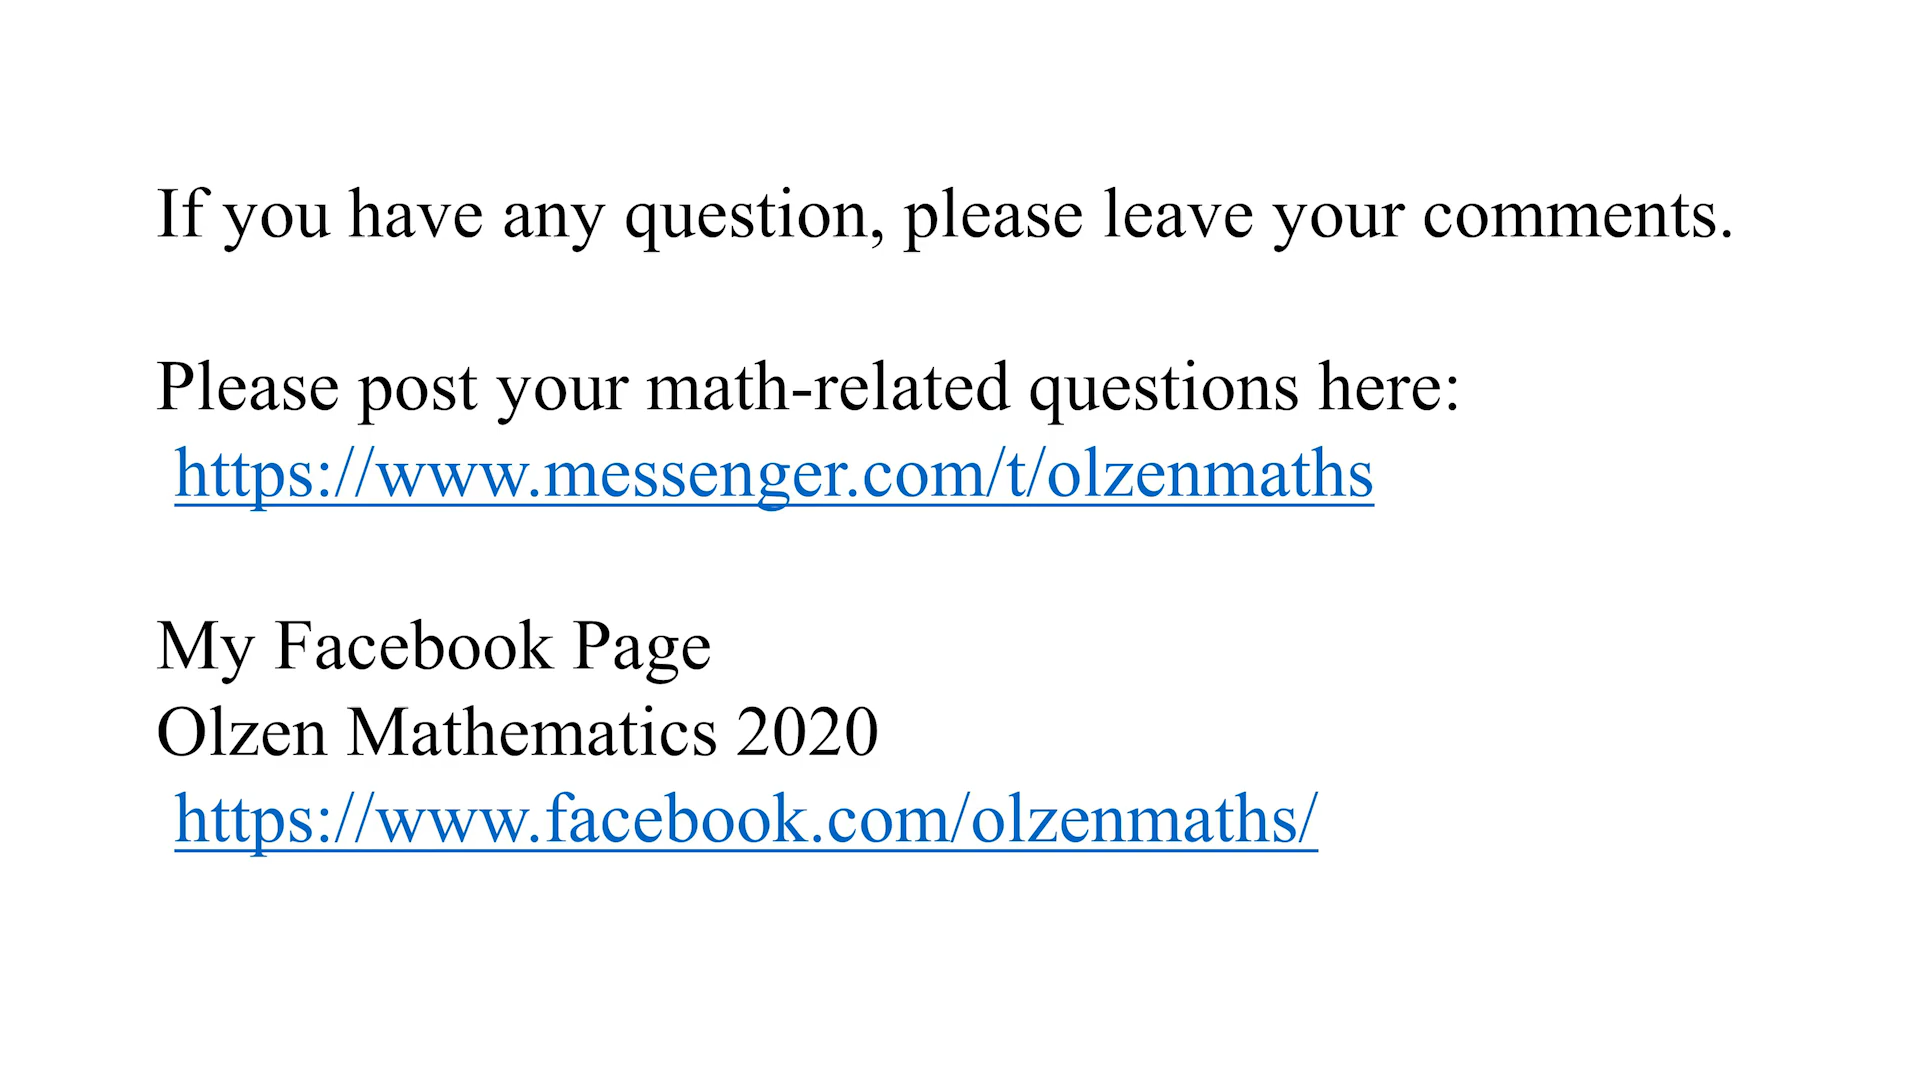 If you have any question, please leave your comments.
Please post your math-related questions here:
https://www.messenger.com/t/olzenmaths
My Facebook Page
Olzen Mathematics 2020
https://www.facebook.com/olzenmaths/